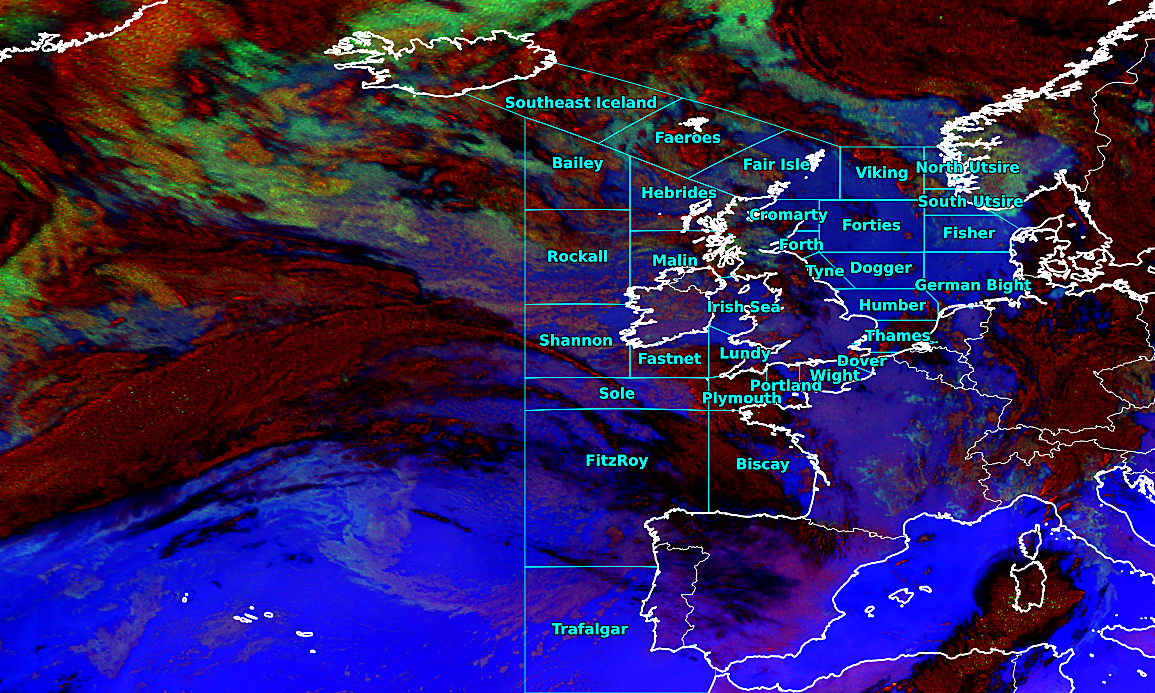 Southeast Iceland
Faeroes
Bailey
Fair Isle
Viking
North Utsire
Hebrides
South Utsire
Cromarty
Forties
Fisher
Forth
Rockall
Malin
Tyne
Dogger
German Bight
Irish Sea
Humber
Shannon
Thames
Fastnet
Lundy
Dover
Wight
Portland
Sole
Plymouth
FitzRoy
Biscay
Trafalgar